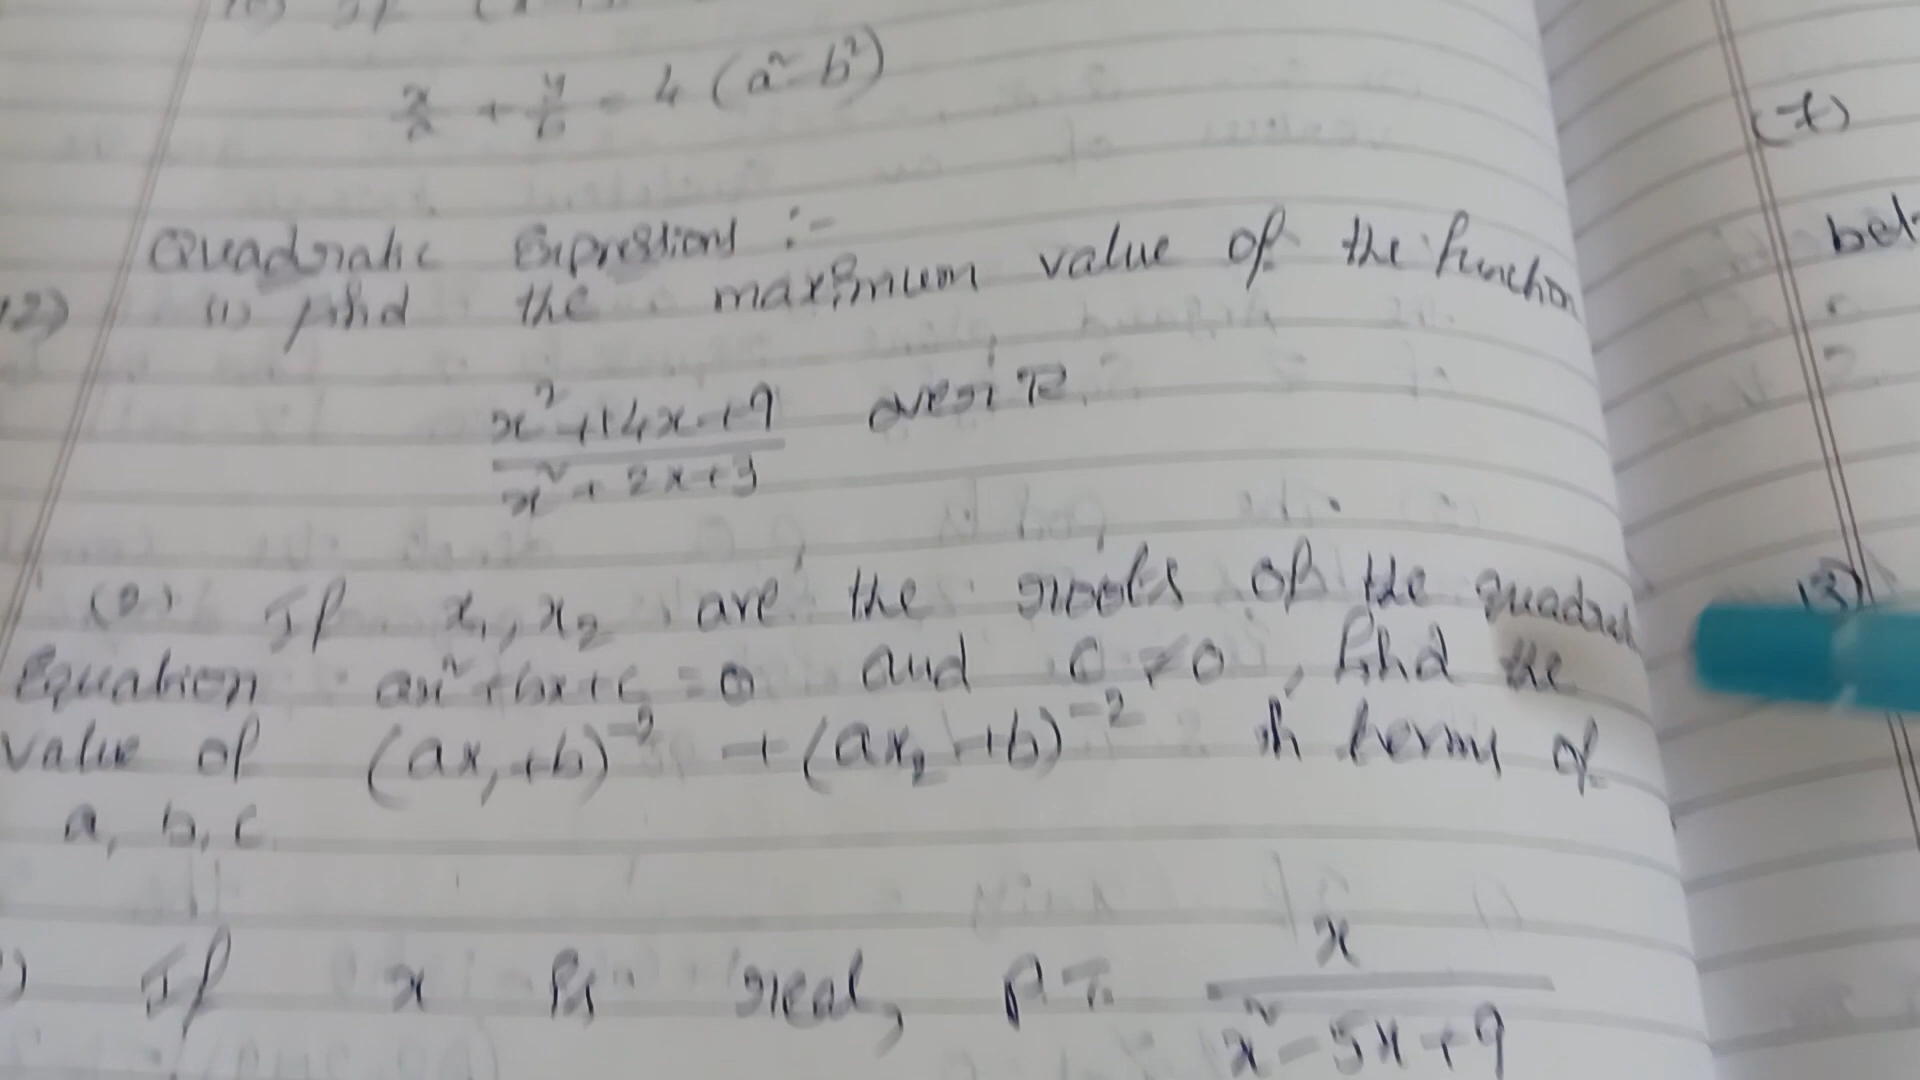 x/a + y/b = 4 (a² - b²)
(t)
Quadratic Expressions :-
bel
12) (1) find the maximum value of the function
x² + 14x + 9 / x² + 2x + 3 over R
(2) If x₁, x₂ are the roots of the quadrat
13)
Equation ax² + bx + c = 0 and c ≠ 0, find the
value of (ax₁ + b)⁻² + (ax₂ + b)⁻² in terms of
a, b, c
) If x is real, P.T. x / x² - 5x + 9